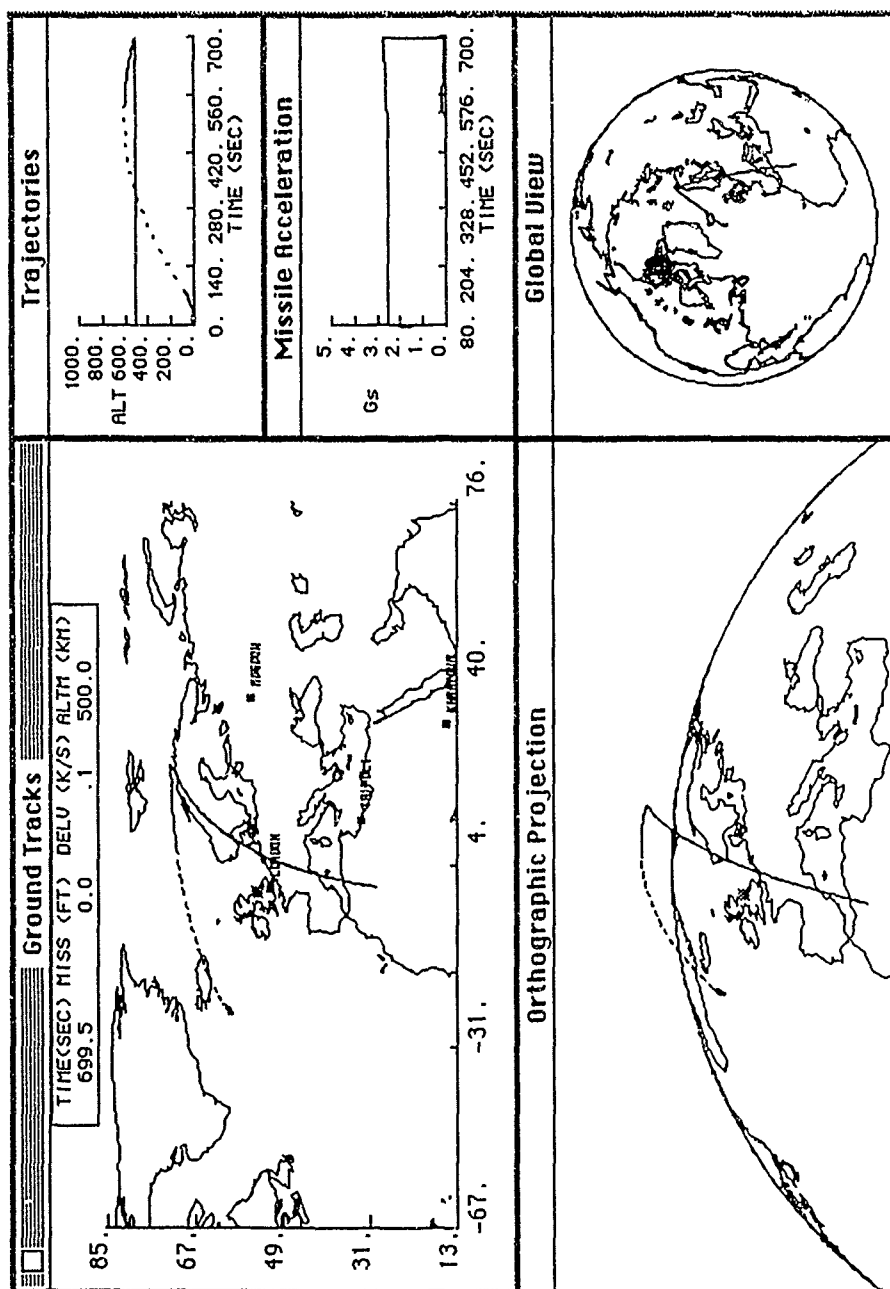 Ground Tracks
TIME(SEC) MISS (FT) DELV (K/S) ALTM (KM)
699.5 0.0 .1 500.0
85.
67.
49.
31.
13.
-67. -31. 4. 40. 76.
LONDON
Trajectories
1000.
800.
ALT 600.
400.
200.
0.
0. 140. 280. 420. 560. 700.
TIME (SEC)
Missile Acceleration
5.
4.
Gs 3.
2.
1.
0.
80. 204. 328. 452. 576. 700.
TIME (SEC)
Orthographic Projection
Global View